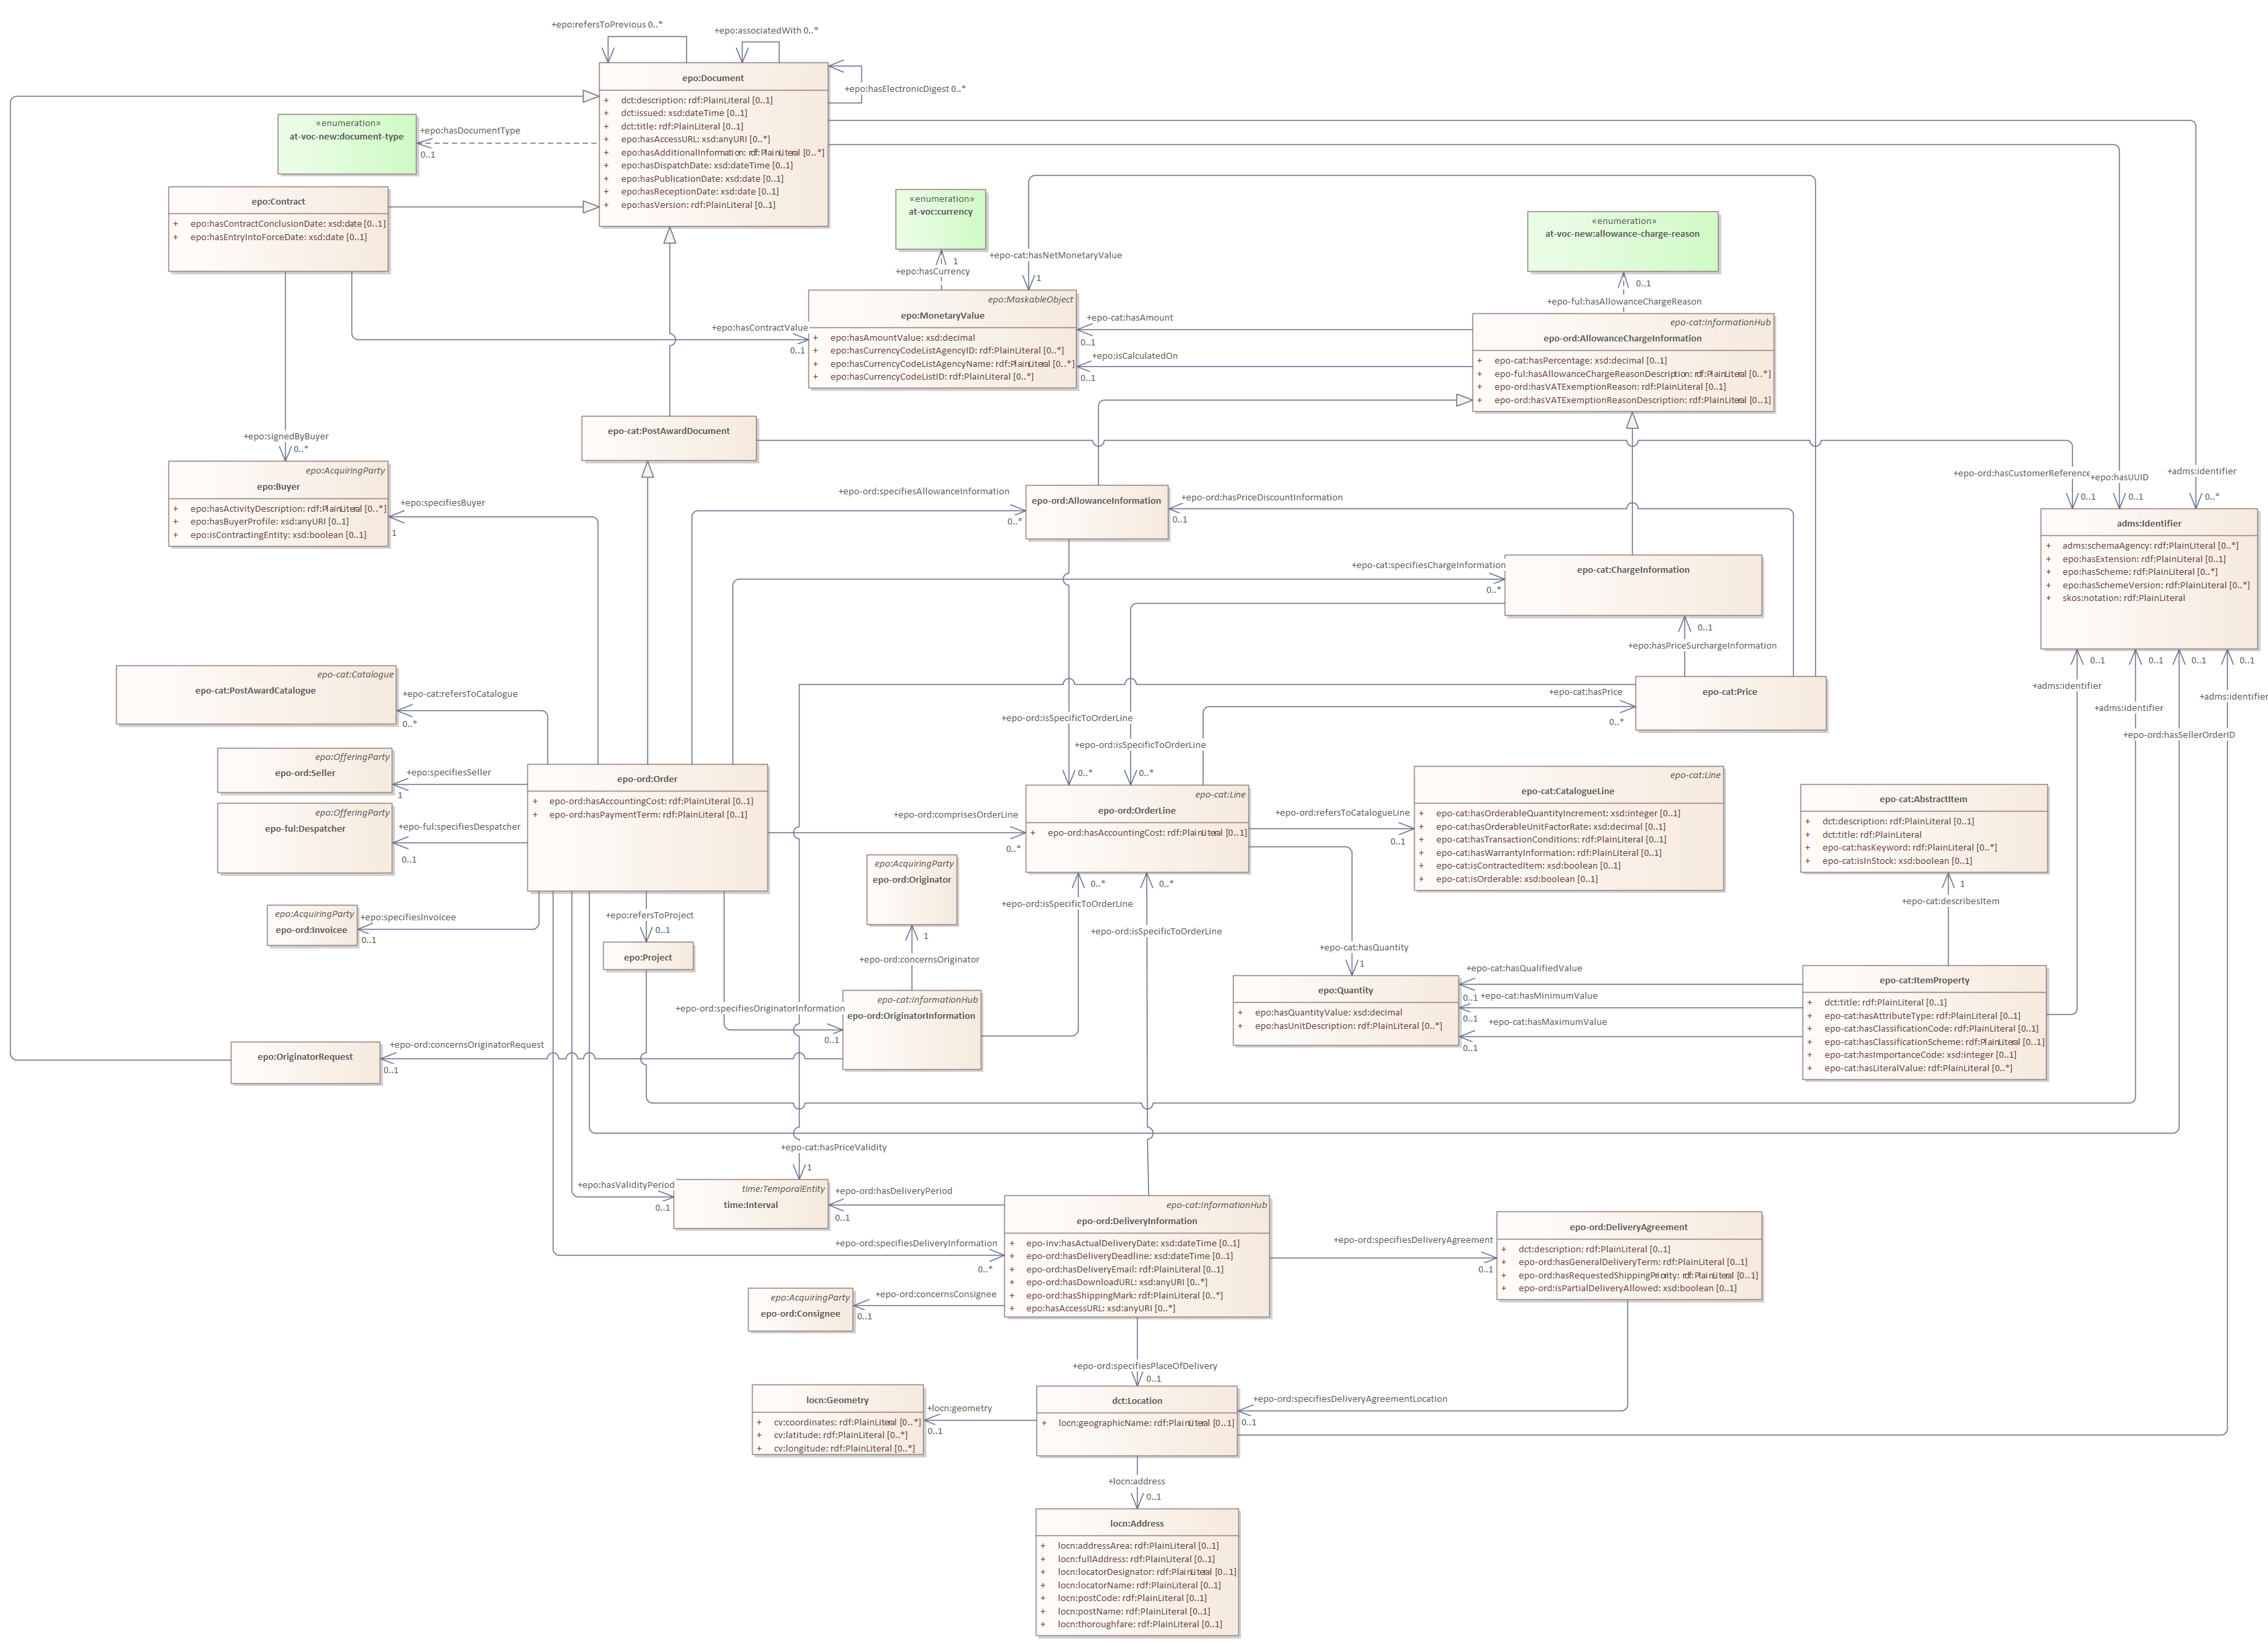 +epo:refersToPrevious 0..*
+epo:associatedWith 0..*
epo:Document
+ dct:description: rdf:PlainLiteral [0..1]
+ dct:issued: xsd:dateTime [0..1]
+ dct:title: rdf:PlainLiteral [0..1]
+ epo:hasAccessURL: xsd:anyURI [0..*]
+ epo:hasAdditionalInformation: rdf:PlainLiteral [0..*]
+ epo:hasDispatchDate: xsd:dateTime [0..1]
+ epo:hasPublicationDate: xsd:date [0..1]
+ epo:hasReceptionDate: xsd:date [0..1]
+ epo:hasVersion: rdf:PlainLiteral [0..1]
+epo:hasElectronicDigest 0..*
«enumeration»
at-voc-new:document-type
+epo:hasDocumentType
0..1
epo:Contract
+ epo:hasContractConclusionDate: xsd:date [0..1]
+ epo:hasEntryIntoForceDate: xsd:date [0..1]
«enumeration»
at-voc:currency
1
+epo:hasCurrency
+epo-cat:hasNetMonetaryValue
1
«enumeration»
at-voc-new:allowance-charge-reason
0..1
+epo-ful:hasAllowanceChargeReason
epo:MaskableObject
epo:MonetaryValue
+ epo:hasAmountValue: xsd:decimal
+ epo:hasCurrencyCodeListAgencyID: rdf:PlainLiteral [0..*]
+ epo:hasCurrencyCodeListAgencyName: rdf:PlainLiteral [0..*]
+ epo:hasCurrencyCodeListID: rdf:PlainLiteral [0..*]
+epo:hasContractValue
0..1
+epo-cat:hasAmount
0..1
+epo:isCalculatedOn
0..1
epo-cat:InformationHub
epo-ord:AllowanceChargeInformation
+ epo-cat:hasPercentage: xsd:decimal [0..1]
+ epo-ful:hasAllowanceChargeReasonDescription: rdf:PlainLiteral [0..*]
+ epo-ord:hasVATExemptionReason: rdf:PlainLiteral [0..1]
+ epo-ord:hasVATExemptionReasonDescription: rdf:PlainLiteral [0..1]
epo-cat:PostAwardDocument
+epo:signedByBuyer
0..*
epo:AcquiringParty
epo:Buyer
+ epo:hasActivityDescription: rdf:PlainLiteral [0..*]
+ epo:hasBuyerProfile: xsd:anyURI [0..1]
+ epo:isContractingEntity: xsd:boolean [0..1]
+epo:specifiesBuyer
1
+epo-ord:specifiesAllowanceInformation
0..*
epo-ord:AllowanceInformation
+epo-ord:hasPriceDiscountInformation
0..1
+epo-ord:hasCustomerReference
0..1
+epo:hasUUID
0..1
+adms:identifier
0..*
adms:Identifier
+ adms:schemaAgency: rdf:PlainLiteral [0..*]
+ epo:hasExtension: rdf:PlainLiteral [0..1]
+ epo:hasScheme: rdf:PlainLiteral [0..*]
+ epo:hasSchemeVersion: rdf:PlainLiteral [0..*]
+ skos:notation: rdf:PlainLiteral
+epo-cat:specifiesChargeInformation
0..*
epo-cat:ChargeInformation
0..1
+epo:hasPriceSurchargeInformation
0..1
+adms:identifier
0..1
+adms:identifier
0..1
+epo-ord:hasSellerOrderID
0..1
+adms:identifier
epo-cat:Catalogue
epo-cat:PostAwardCatalogue
+epo-cat:refersToCatalogue
0..*
epo-cat:Price
+epo-cat:hasPrice
0..*
+epo-ord:isSpecificToOrderLine
0..*
+epo-ord:isSpecificToOrderLine
0..*
epo:OfferingParty
epo-ord:Seller
+epo:specifiesSeller
1
epo:OfferingParty
epo-ful:Despatcher
+epo-ful:specifiesDespatcher
0..1
epo-ord:Order
+ epo-ord:hasAccountingCost: rdf:PlainLiteral [0..1]
+ epo-ord:hasPaymentTerm: rdf:PlainLiteral [0..1]
+epo-ord:comprisesOrderLine
0..*
epo-cat:Line
epo-ord:OrderLine
+ epo-ord:hasAccountingCost: rdf:PlainLiteral [0..1]
+epo-ord:refersToCatalogueLine
0..1
epo-cat:Line
epo-cat:CatalogueLine
+ epo-cat:hasOrderableQuantityIncrement: xsd:integer [0..1]
+ epo-cat:hasOrderableUnitFactorRate: xsd:decimal [0..1]
+ epo-cat:hasTransactionConditions: rdf:PlainLiteral [0..1]
+ epo-cat:hasWarrantyInformation: rdf:PlainLiteral [0..1]
+ epo-cat:isContractedItem: xsd:boolean [0..1]
+ epo-cat:isOrderable: xsd:boolean [0..1]
epo-cat:AbstractItem
+ dct:description: rdf:PlainLiteral [0..1]
+ dct:title: rdf:PlainLiteral
+ epo-cat:hasKeyword: rdf:PlainLiteral [0..*]
+ epo-cat:isInStock: xsd:boolean [0..1]
1
+epo-cat:describesItem
epo:AcquiringParty
epo-ord:Originator
1
+epo-ord:concernsOriginator
0..*
+epo-ord:isSpecificToOrderLine
0..*
+epo-ord:isSpecificToOrderLine
epo:AcquiringParty
epo-ord:Invoicee
+epo:specifiesInvoicee
0..1
+epo:refersToProject
0..1
epo:Project
+epo-cat:hasQuantity
1
epo:Quantity
+ epo:hasQuantityValue: xsd:decimal
+ epo:hasUnitDescription: rdf:PlainLiteral [0..*]
+epo-cat:hasQualifiedValue
0..1
+epo-cat:hasMinimumValue
0..1
+epo-cat:hasMaximumValue
0..1
epo-cat:ItemProperty
+ dct:title: rdf:PlainLiteral [0..1]
+ epo-cat:hasAttributeType: rdf:PlainLiteral [0..1]
+ epo-cat:hasClassificationCode: rdf:PlainLiteral [0..1]
+ epo-cat:hasClassificationScheme: rdf:PlainLiteral [0..1]
+ epo-cat:hasImportanceCode: xsd:integer [0..1]
+ epo-cat:hasLiteralValue: rdf:PlainLiteral [0..*]
+epo-ord:specifiesOriginatorInformation
0..1
epo-cat:InformationHub
epo-ord:OriginatorInformation
epo:OriginatorRequest
+epo-ord:concernsOriginatorRequest
0..1
+epo-cat:hasPriceValidity
1
+epo:hasValidityPeriod
0..1
time:TemporalEntity
time:Interval
+epo-ord:hasDeliveryPeriod
0..1
+epo-ord:specifiesDeliveryInformation
0..*
epo-cat:InformationHub
epo-ord:DeliveryInformation
+ epo-inv:hasActualDeliveryDate: xsd:dateTime [0..1]
+ epo-ord:hasDeliveryDeadline: xsd:dateTime [0..1]
+ epo-ord:hasDeliveryEmail: rdf:PlainLiteral [0..1]
+ epo-ord:hasDownloadURL: xsd:anyURI [0..*]
+ epo-ord:hasShippingMark: rdf:PlainLiteral [0..*]
+ epo:hasAccessURL: xsd:anyURI [0..*]
+epo-ord:specifiesDeliveryAgreement
0..1
epo-ord:DeliveryAgreement
+ dct:description: rdf:PlainLiteral [0..1]
+ epo-ord:hasGeneralDeliveryTerm: rdf:PlainLiteral [0..1]
+ epo-ord:hasRequestedShippingPriority: rdf:PlainLiteral [0..1]
+ epo-ord:isPartialDeliveryAllowed: xsd:boolean [0..1]
epo:AcquiringParty
epo-ord:Consignee
+epo-ord:concernsConsignee
0..1
+epo-ord:specifiesPlaceOfDelivery
0..1
locn:Geometry
+ cv:coordinates: rdf:PlainLiteral [0..*]
+ cv:latitude: rdf:PlainLiteral [0..*]
+ cv:longitude: rdf:PlainLiteral [0..*]
+locn:geometry
0..1
dct:Location
+ locn:geographicName: rdf:PlainLiteral [0..1]
+epo-ord:specifiesDeliveryAgreementLocation
0..1
+locn:address
0..1
locn:Address
+ locn:addressArea: rdf:PlainLiteral [0..1]
+ locn:fullAddress: rdf:PlainLiteral [0..1]
+ locn:locatorDesignator: rdf:PlainLiteral [0..1]
+ locn:locatorName: rdf:PlainLiteral [0..1]
+ locn:postCode: rdf:PlainLiteral [0..1]
+ locn:postName: rdf:PlainLiteral [0..1]
+ locn:thoroughfare: rdf:PlainLiteral [0..1]